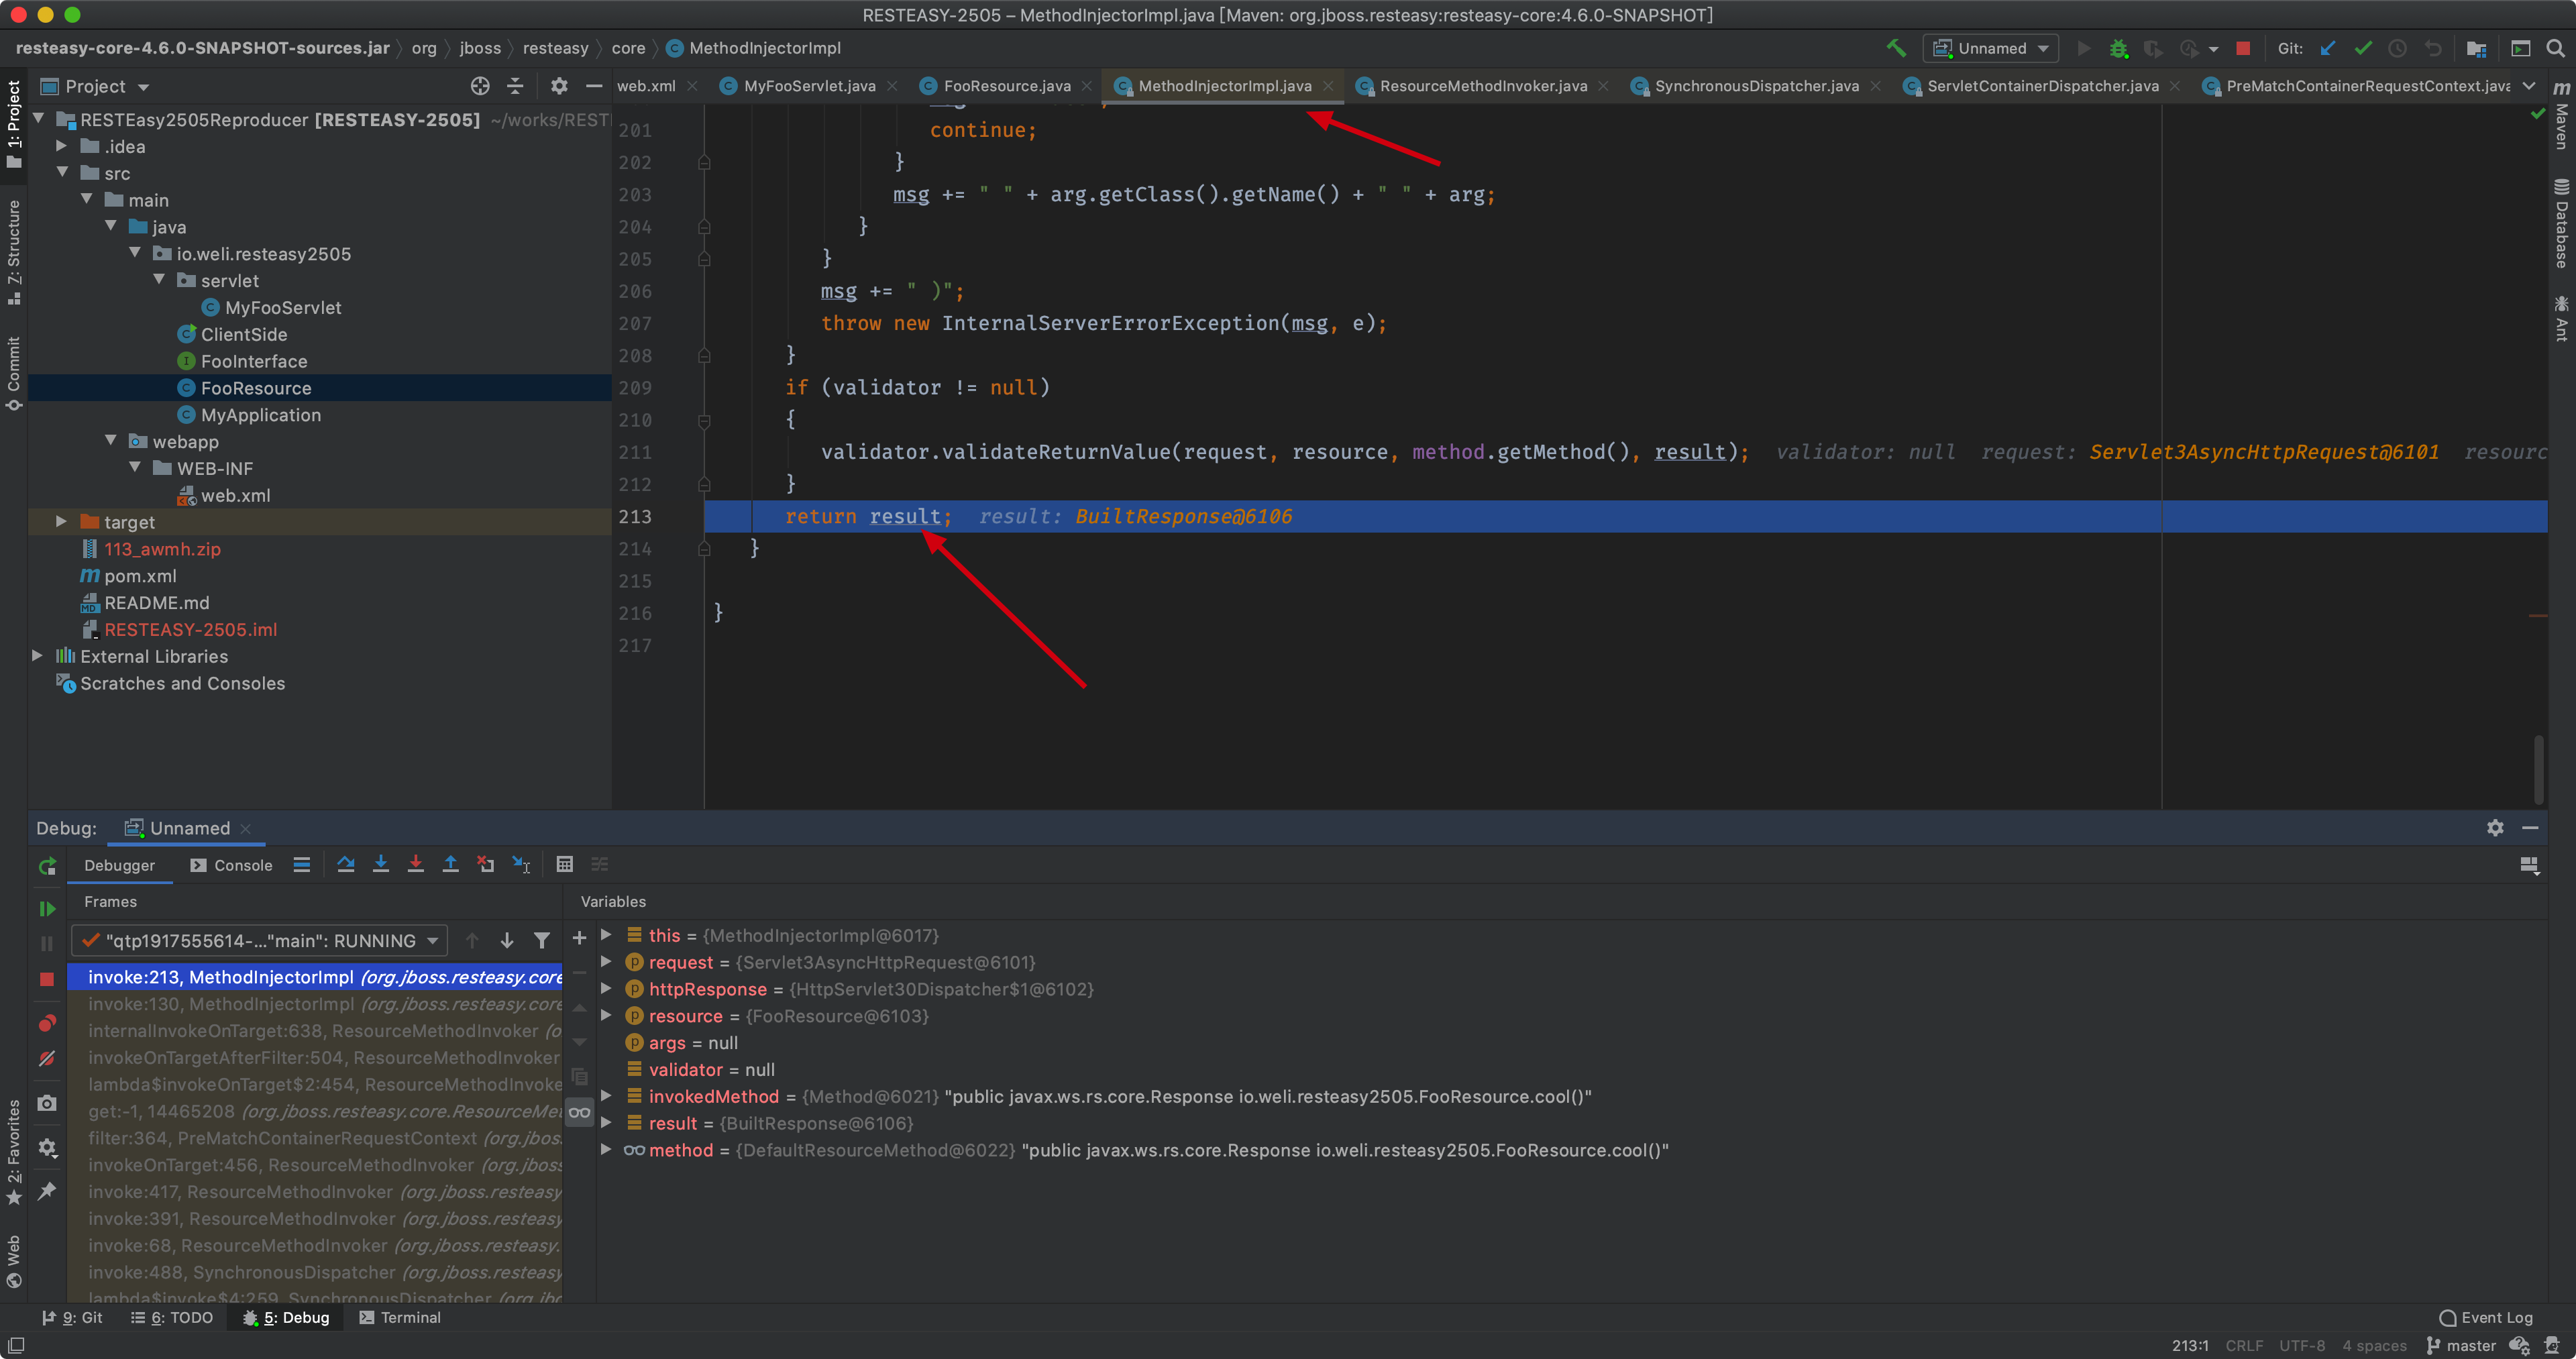 RESTEASY-2505 – MethodInjectorImpl.java [Maven: org.jboss.resteasy:resteasy-core:4.6.0-SNAPSHOT]
resteasy-core-4.6.0-SNAPSHOT-sources.jar org jboss resteasy core MethodInjectorImpl Unnamed Git:
Project web.xml MyFooServlet.java FooResource.java MethodInjectorImpl.java ResourceMethodInvoker.java SynchronousDispatcher.java ServletContainerDispatcher.java PreMatchContainerRequestContext.java
1: Project
Z: Structure
Commit
2: Favorites
Web
Maven
Database
Ant
RESTEasy2505Reproducer [RESTEASY-2505] ~/works/REST
.idea
src
main
java
io.weli.resteasy2505
servlet
MyFooServlet
ClientSide
FooInterface
FooResource
MyApplication
webapp
WEB-INF
web.xml
target
113_awmh.zip
pom.xml
README.md
RESTEASY-2505.iml
External Libraries
Scratches and Consoles
201 continue;
202 }
203 msg += " " + arg.getClass().getName() + " " + arg;
204 }
205 }
206 msg += " )";
207 throw new InternalServerErrorException(msg, e);
208 }
209 if (validator != null)
210 {
211 validator.validateReturnValue(request, resource, method.getMethod(), result); validator: null request: Servlet3AsyncHttpRequest@6101 resourc
212 }
213 return result; result: BuiltResponse@6106
214 }
215
216 }
217
Debug: Unnamed
Debugger Console
Frames
"qtp1917555614-..."main": RUNNING
invoke:213, MethodInjectorImpl (org.jboss.resteasy.core
invoke:130, MethodInjectorImpl (org.jboss.resteasy.core
internalInvokeOnTarget:638, ResourceMethodInvoker (o
invokeOnTargetAfterFilter:504, ResourceMethodInvoker
lambda$invokeOnTarget$2:454, ResourceMethodInvoke
get:-1, 14465208 (org.jboss.resteasy.core.ResourceMet
filter:364, PreMatchContainerRequestContext (org.jbos
invokeOnTarget:456, ResourceMethodInvoker (org.jbos
invoke:417, ResourceMethodInvoker (org.jboss.resteasy
invoke:391, ResourceMethodInvoker (org.jboss.resteasy
invoke:68, ResourceMethodInvoker (org.jboss.resteasy.
invoke:488, SynchronousDispatcher (org.jboss.resteasy
lambda$invoke$4:259, SynchronousDispatcher (org.jbo
Variables
this = {MethodInjectorImpl@6017}
request = {Servlet3AsyncHttpRequest@6101}
httpResponse = {HttpServlet30Dispatcher$1@6102}
resource = {FooResource@6103}
args = null
validator = null
invokedMethod = {Method@6021} "public javax.ws.rs.core.Response io.weli.resteasy2505.FooResource.cool()"
result = {BuiltResponse@6106}
method = {DefaultResourceMethod@6022} "public javax.ws.rs.core.Response io.weli.resteasy2505.FooResource.cool()"
9: Git 6: TODO 5: Debug Terminal Event Log
213:1 CRLF UTF-8 4 spaces master